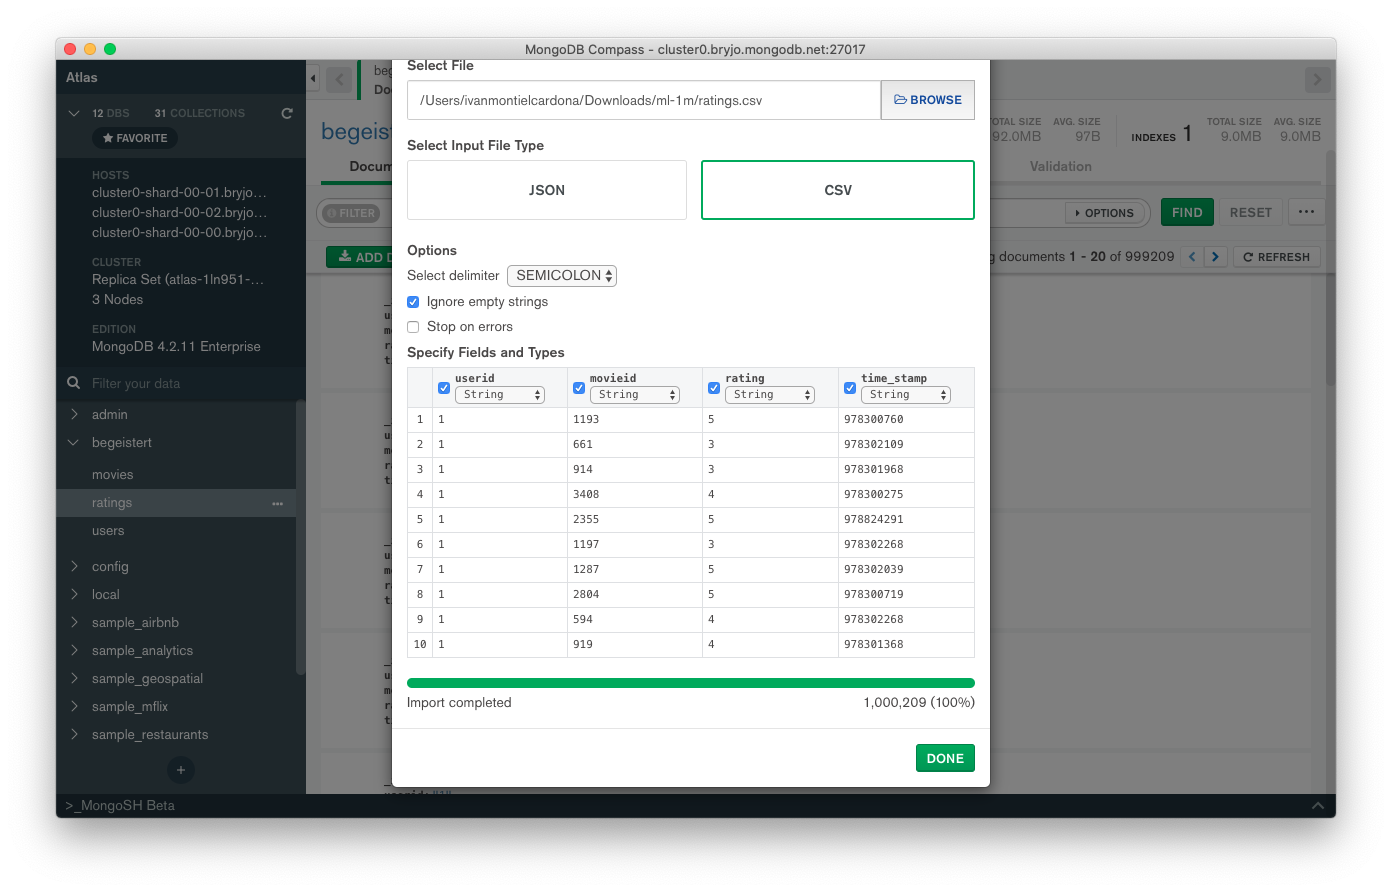 MongoDB Compass - cluster0.bryjo.mongodb.net:27017
Atlas
12 DBS 31 COLLECTIONS
★ FAVORITE
HOSTS
cluster0-shard-00-01.bryjo...
cluster0-shard-00-02.bryjo...
cluster0-shard-00-00.bryjo...
CLUSTER
Replica Set (atlas-1ln951-...
3 Nodes
EDITION
MongoDB 4.2.11 Enterprise
Filter your data
admin
begeistert
movies
ratings
users
config
local
sample_airbnb
sample_analytics
sample_geospatial
sample_mflix
sample_restaurants
+
>_MongoSH Beta
beg
Doc
begeist
Docum
FILTER
ADD D
Select File
/Users/ivanmontielcardona/Downloads/ml-1m/ratings.csv
BROWSE
Select Input File Type
JSON CSV
Options
Select delimiter SEMICOLON
Ignore empty strings
Stop on errors
Specify Fields and Types
userid movieid rating time_stamp
String String String String
1 1 1193 5 978300760
2 1 661 3 978302109
3 1 914 3 978301968
4 1 3408 4 978300275
5 1 2355 5 978824291
6 1 1197 3 978302268
7 1 1287 5 978302039
8 1 2804 5 978300719
9 1 594 4 978302268
10 1 919 4 978301368
Import completed 1,000,209 (100%)
DONE
OTAL SIZE AVG. SIZE INDEXES 1 TOTAL SIZE AVG. SIZE
92.0MB 97B 9.0MB 9.0MB
Validation
OPTIONS FIND RESET ...
g documents 1 - 20 of 999209 REFRESH